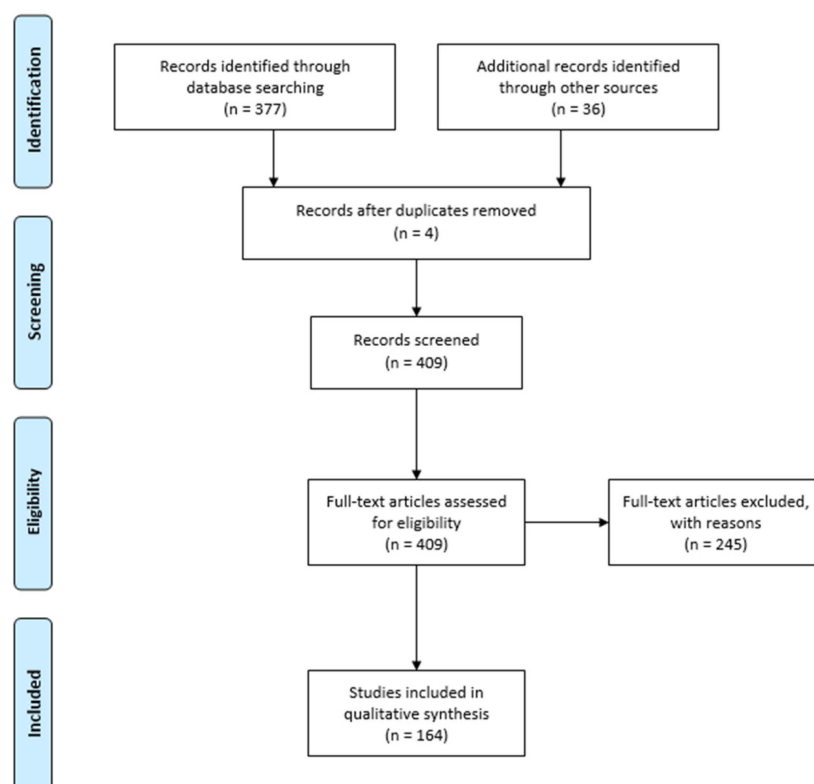 Identification
Records identified through
database searching
(n = 377)
Additional records identified
through other sources
(n = 36)
Records after duplicates removed
(n = 4)
Screening
Records screened
(n = 409)
Eligibility
Full-text articles assessed
for eligibility
(n = 409)
Full-text articles excluded,
with reasons
(n = 245)
Included
Studies included in
qualitative synthesis
(n = 164)